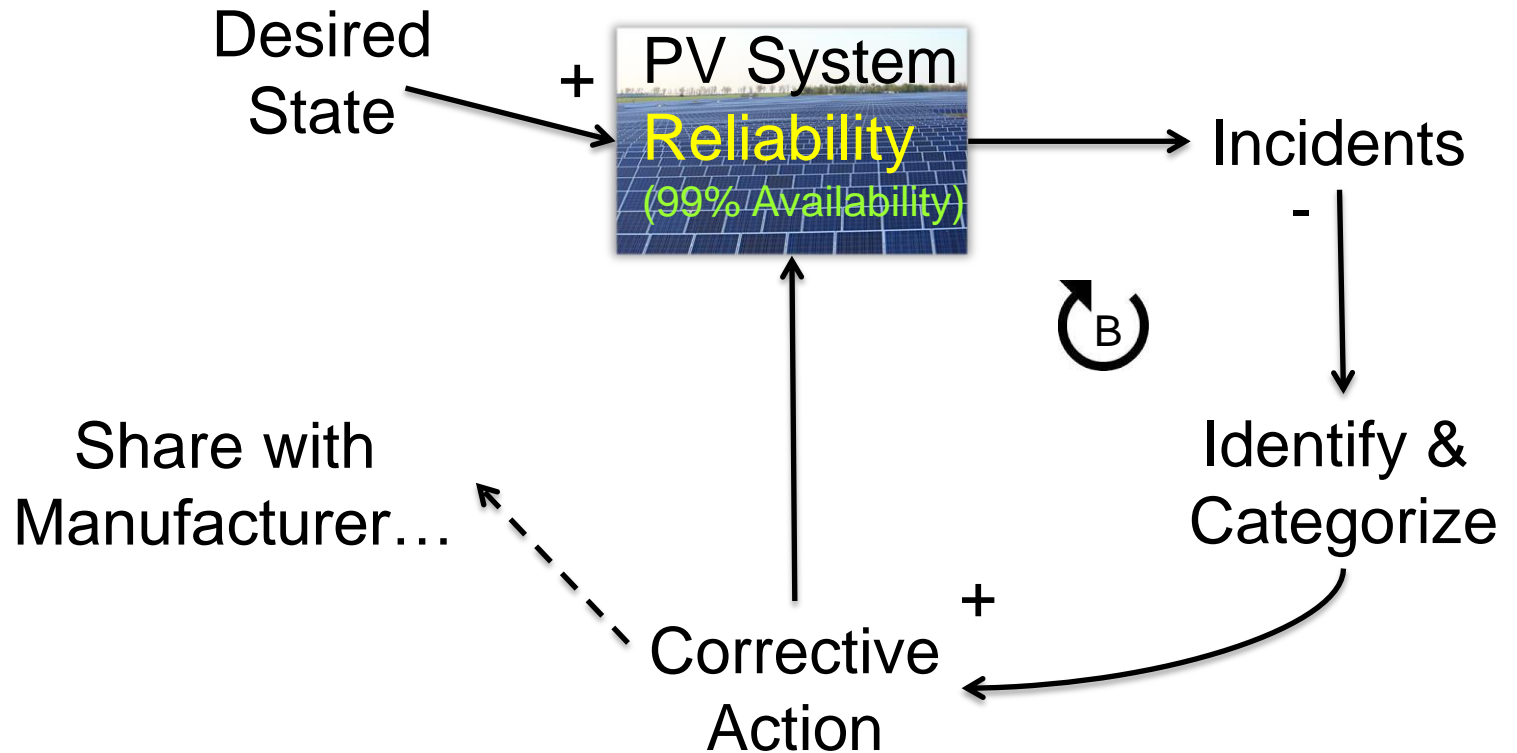 Desired
State
+
PV System
Reliability
(99% Availability)
Incidents
-
B
Share with
Manufacturer…
Identify &
Categorize
+
Corrective
Action